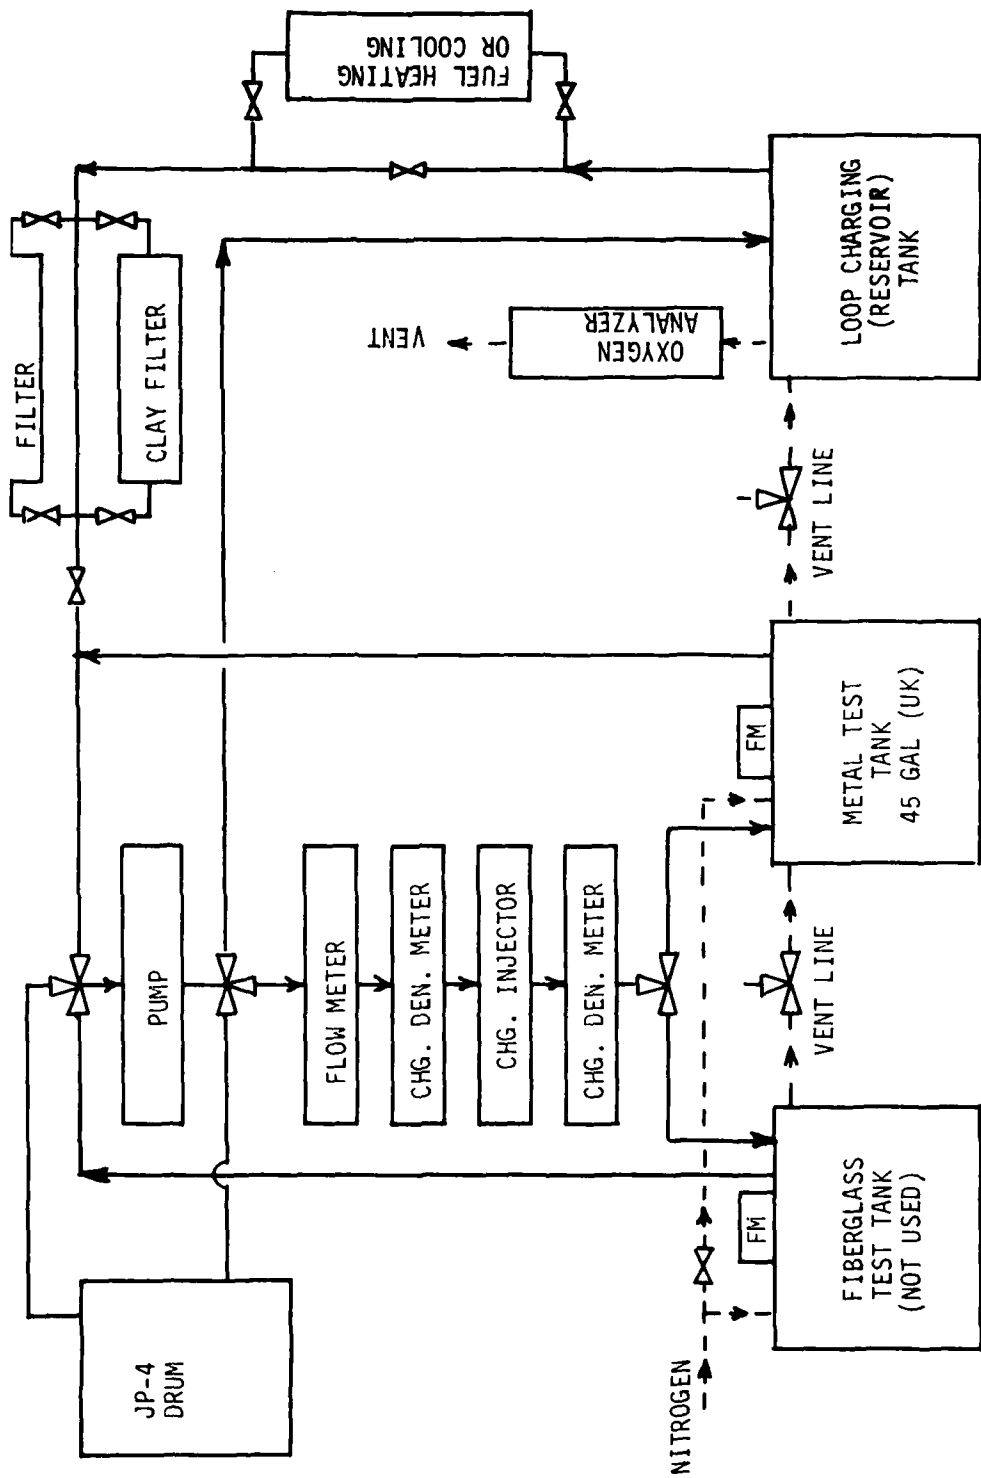 JP-4
DRUM
PUMP
FLOW METER
CHG. DEN. METER
CHG. INJECTOR
CHG. DEN. METER
FILTER
CLAY FILTER
FUEL HEATING
OR COOLING
VENT
OXYGEN
ANALYZER
NITROGEN
FM
FIBERGLASS
TEST TANK
(NOT USED)
VENT LINE
FM
METAL TEST
TANK
45 GAL (UK)
VENT LINE
LOOP CHARGING
(RESERVOIR)
TANK